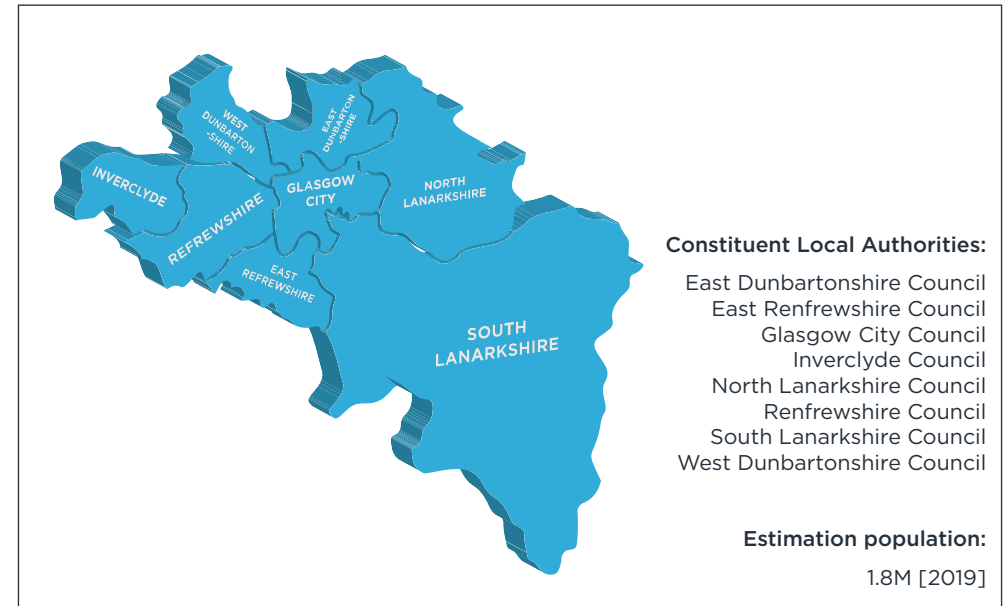 WEST
DUNBARTON
-SHIRE
EAST
DUNBARTON
-SHIRE
INVERCLYDE
REFREWSHIRE
GLASGOW
CITY
NORTH
LANARKSHIRE
EAST
REFREWSHIRE
SOUTH
LANARKSHIRE
Constituent Local Authorities:
East Dunbartonshire Council
East Renfrewshire Council
Glasgow City Council
Inverclyde Council
North Lanarkshire Council
Renfrewshire Council
South Lanarkshire Council
West Dunbartonshire Council
Estimation population:
1.8M [2019]